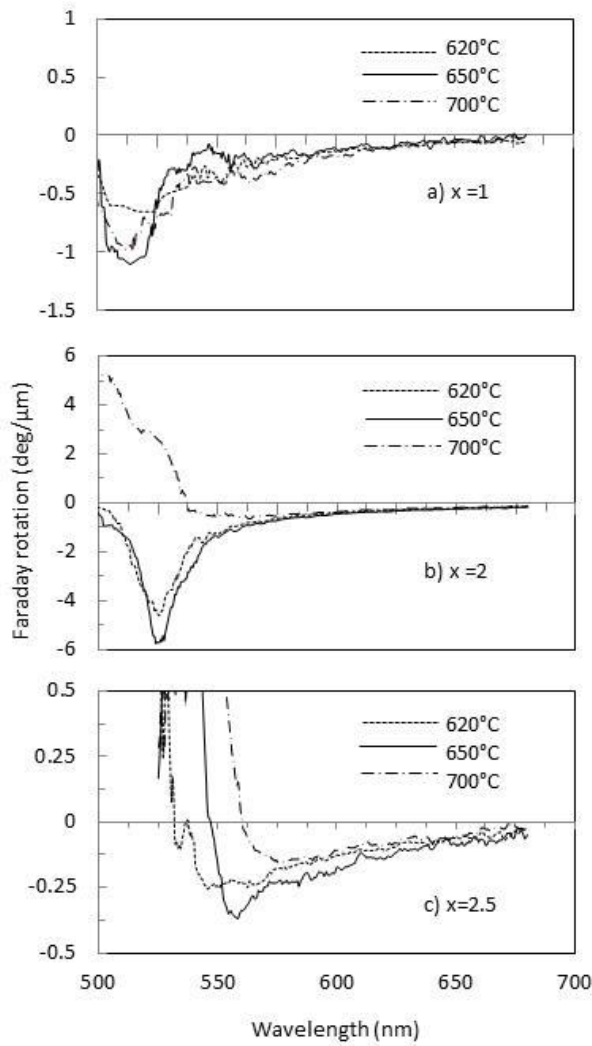 1
620°C
650°C
0.5
700°C
0
-0.5
a) x =1
-1
-1.5
6
620°C
4
650°C
700°C
2
0
-2
b) x =2
-4
-6
Faraday rotation (deg/μm)
0.5
620°C
650°C
0.25
700°C
0
-0.25
c) x=2.5
-0.5
500 550 600 650 700
Wavelength (nm)